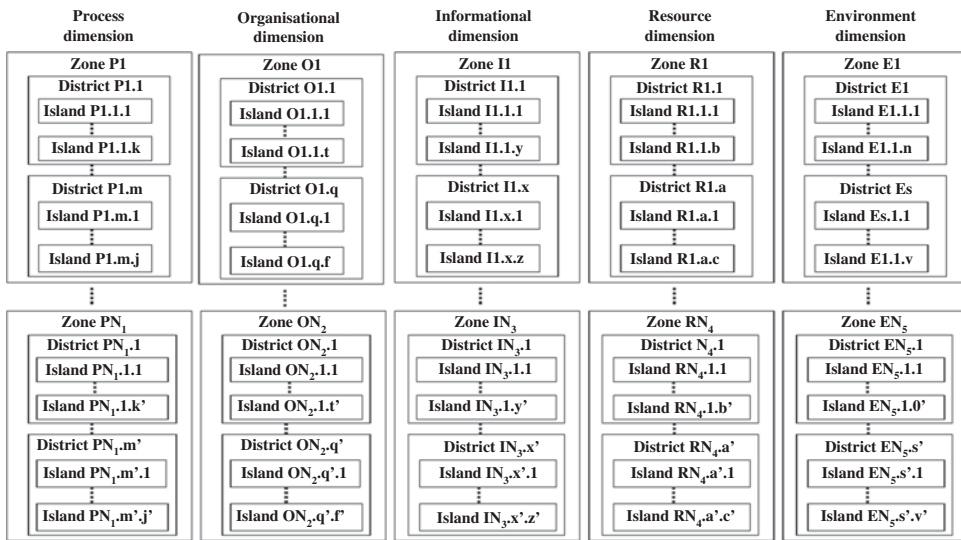 Process
dimension
Zone P1
District P1.1
Island P1.1.1
Island P1.1.k
District P1.m
Island P1.m.1
Island P1.m.j
Zone PN₁
District PN₁.1
Island PN₁.1.1
Island PN₁.1.k’
District PN₁.m’
Island PN₁.m’.1
Island PN₁.m’.j’
Organisational
dimension
Zone O1
District O1.1
Island O1.1.1
Island O1.1.t
District O1.q
Island O1.q.1
Island O1.q.f
Zone ON₂
District ON₂.1
Island ON₂.1.1
Island ON₂.1.t’
District ON₂.q’
Island ON₂.q’.1
Island ON₂.q’.f’
Informational
dimension
Zone I1
District I1.1
Island I1.1.1
Island I1.1.y
District I1.x
Island I1.x.1
Island I1.x.z
Zone IN₃
District IN₃.1
Island IN₃.1.1
Island IN₃.1.y’
District IN₃.x’
Island IN₃.x’.1
Island IN₃.x’.z’
Resource
dimension
Zone R1
District R1.1
Island R1.1.1
Island R1.1.b
District R1.a
Island R1.a.1
Island R1.a.c
Zone RN₄
District N₄.1
Island RN₄.1.1
Island RN₄.1.b’
District RN₄.a’
Island RN₄.a’.1
Island RN₄.a’.c’
Environment
dimension
Zone E1
District E1
Island E1.1.1
Island E1.1.n
District Es
Island Es.1.1
Island E1.1.v
Zone EN₅
District EN₅.1
Island EN₅.1.1
Island EN₅.1.0’
District EN₅.s’
Island EN₅.s’.1
Island EN₅.s’.v’